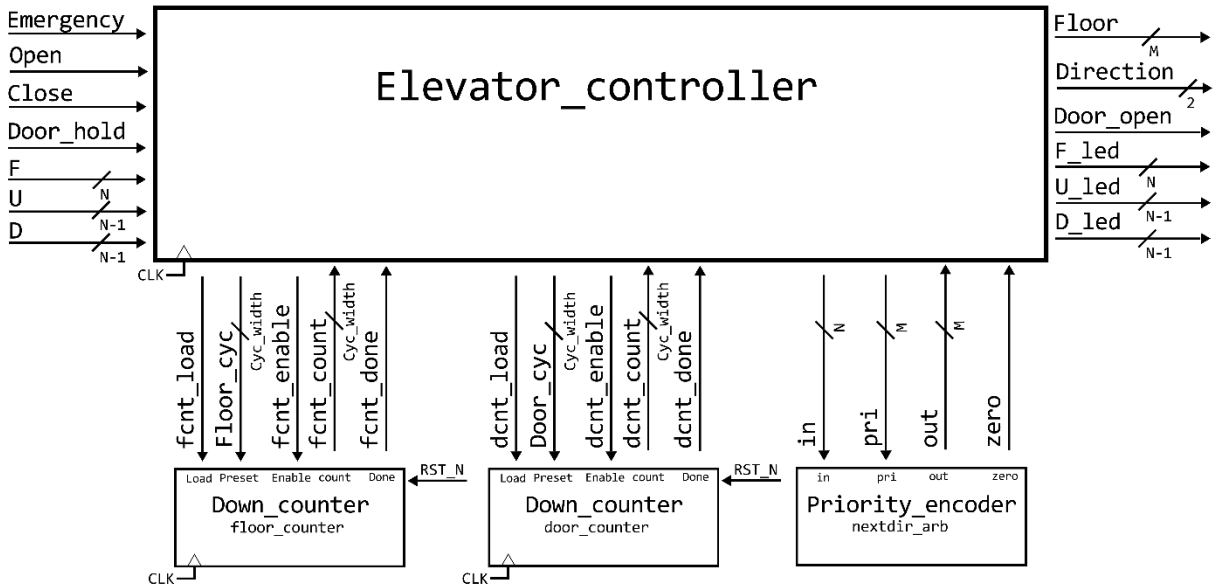 Emergency
Open
Close
Door_hold
F
N
U
N-1
D
N-1
CLK
Elevator_controller
Floor
M
Direction
2
Door_open
F_led
N
U_led
N-1
D_led
N-1
fcnt_load
Floor_cyc
Cyc_width
fcnt_enable
fcnt_count
Cyc_width
fcnt_done
dcnt_load
Door_cyc
Cyc_width
dcnt_enable
dcnt_count
Cyc_width
dcnt_done
in
N
pri
M
out
M
zero
Load Preset Enable count Done
Down_counter
floor_counter
CLK
RST_N
Load Preset Enable count Done
Down_counter
door_counter
CLK
RST_N
in pri out zero
Priority_encoder
nextdir_arb